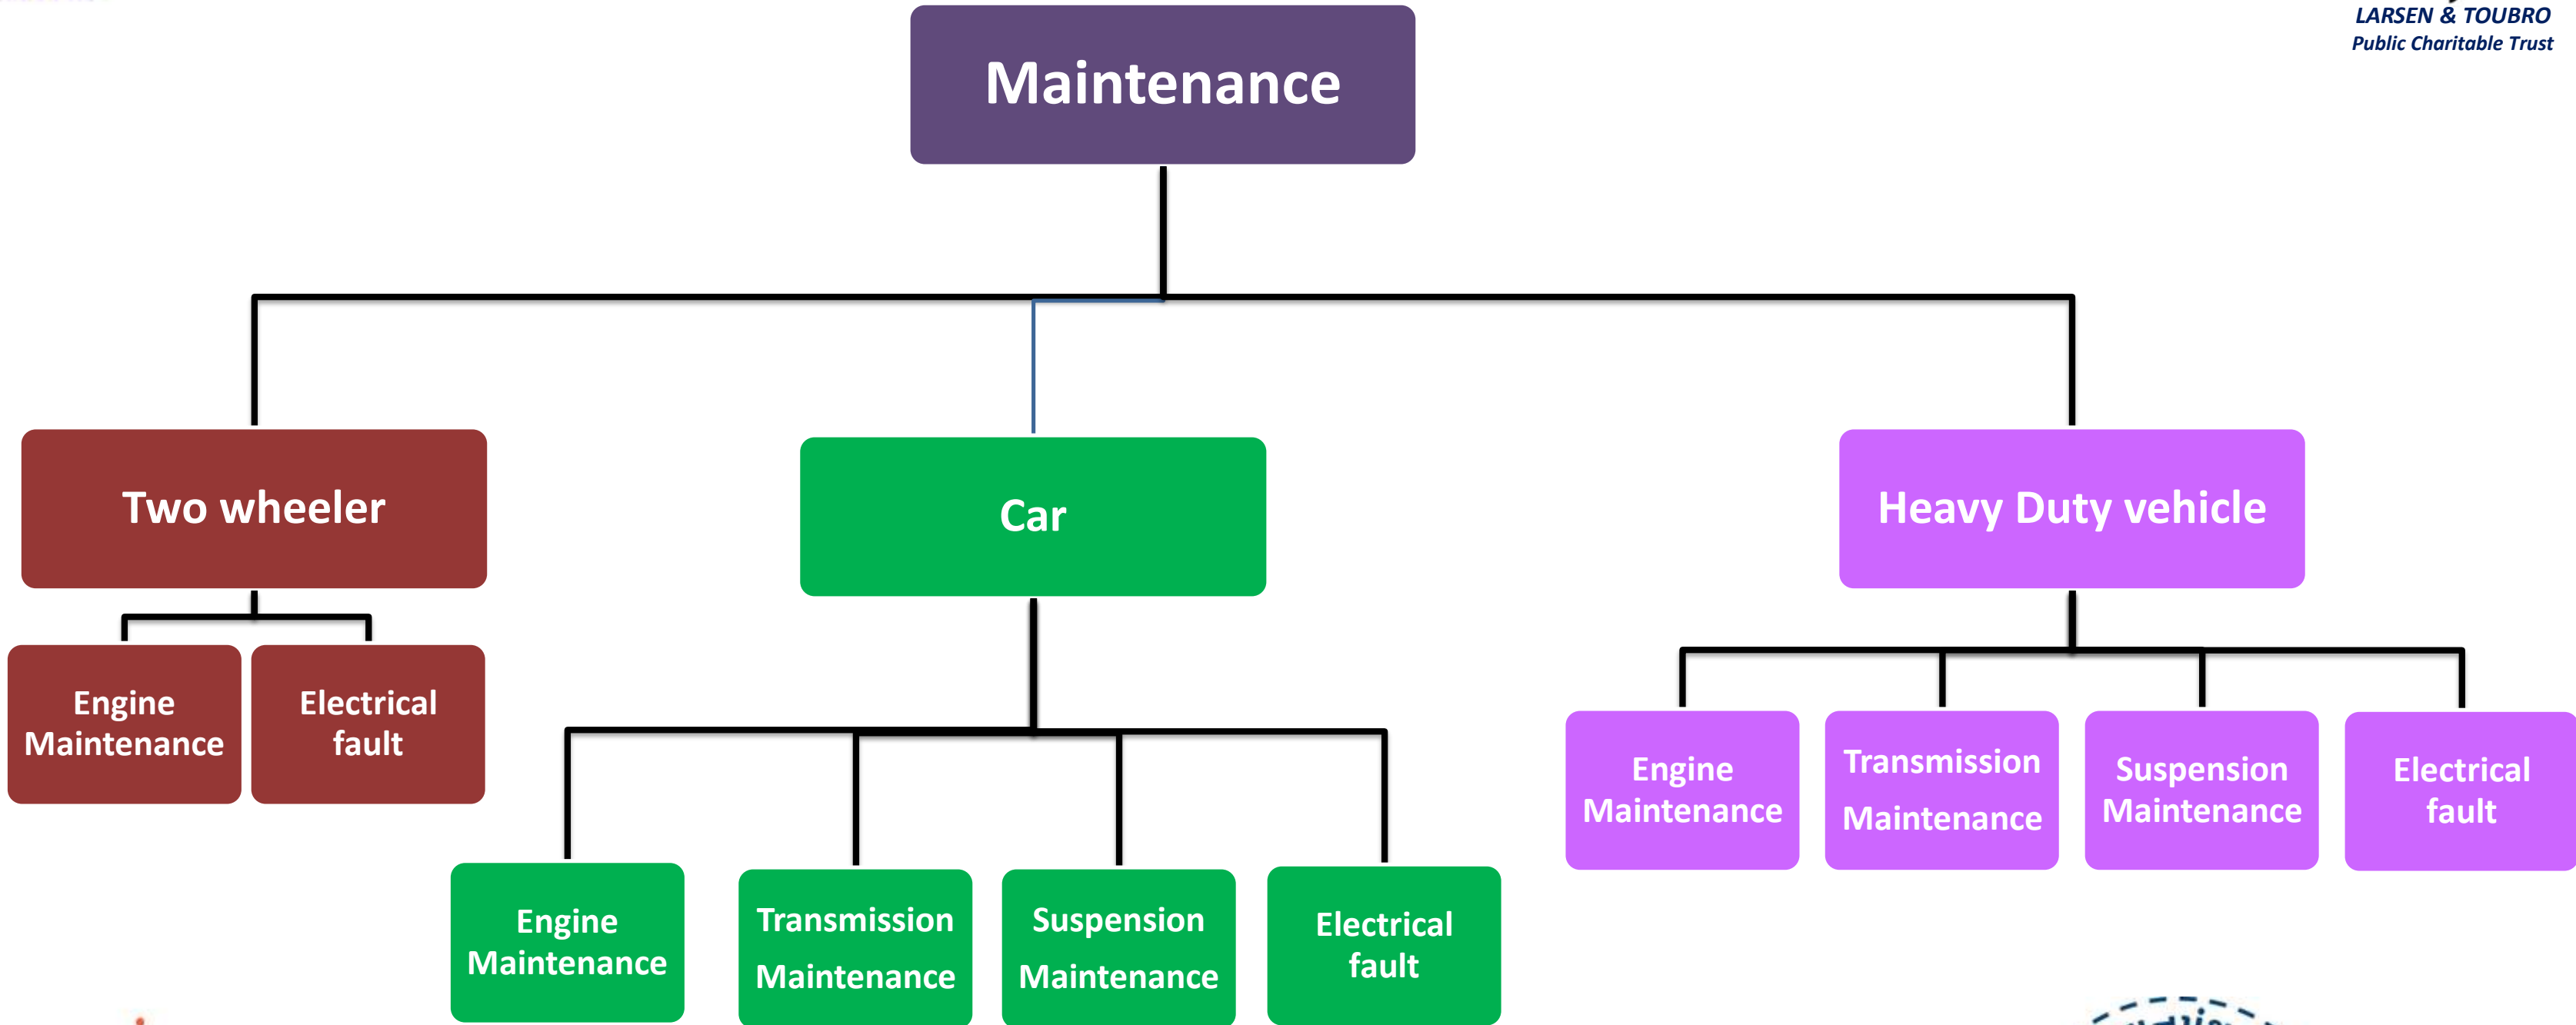 LARSEN & TOUBRO
Public Charitable Trust
Maintenance
Two wheeler
Car
Heavy Duty vehicle
Engine
Maintenance
Electrical
fault
Engine
Maintenance
Transmission
Maintenance
Suspension
Maintenance
Electrical
fault
Engine
Maintenance
Transmission
Maintenance
Suspension
Maintenance
Electrical
fault